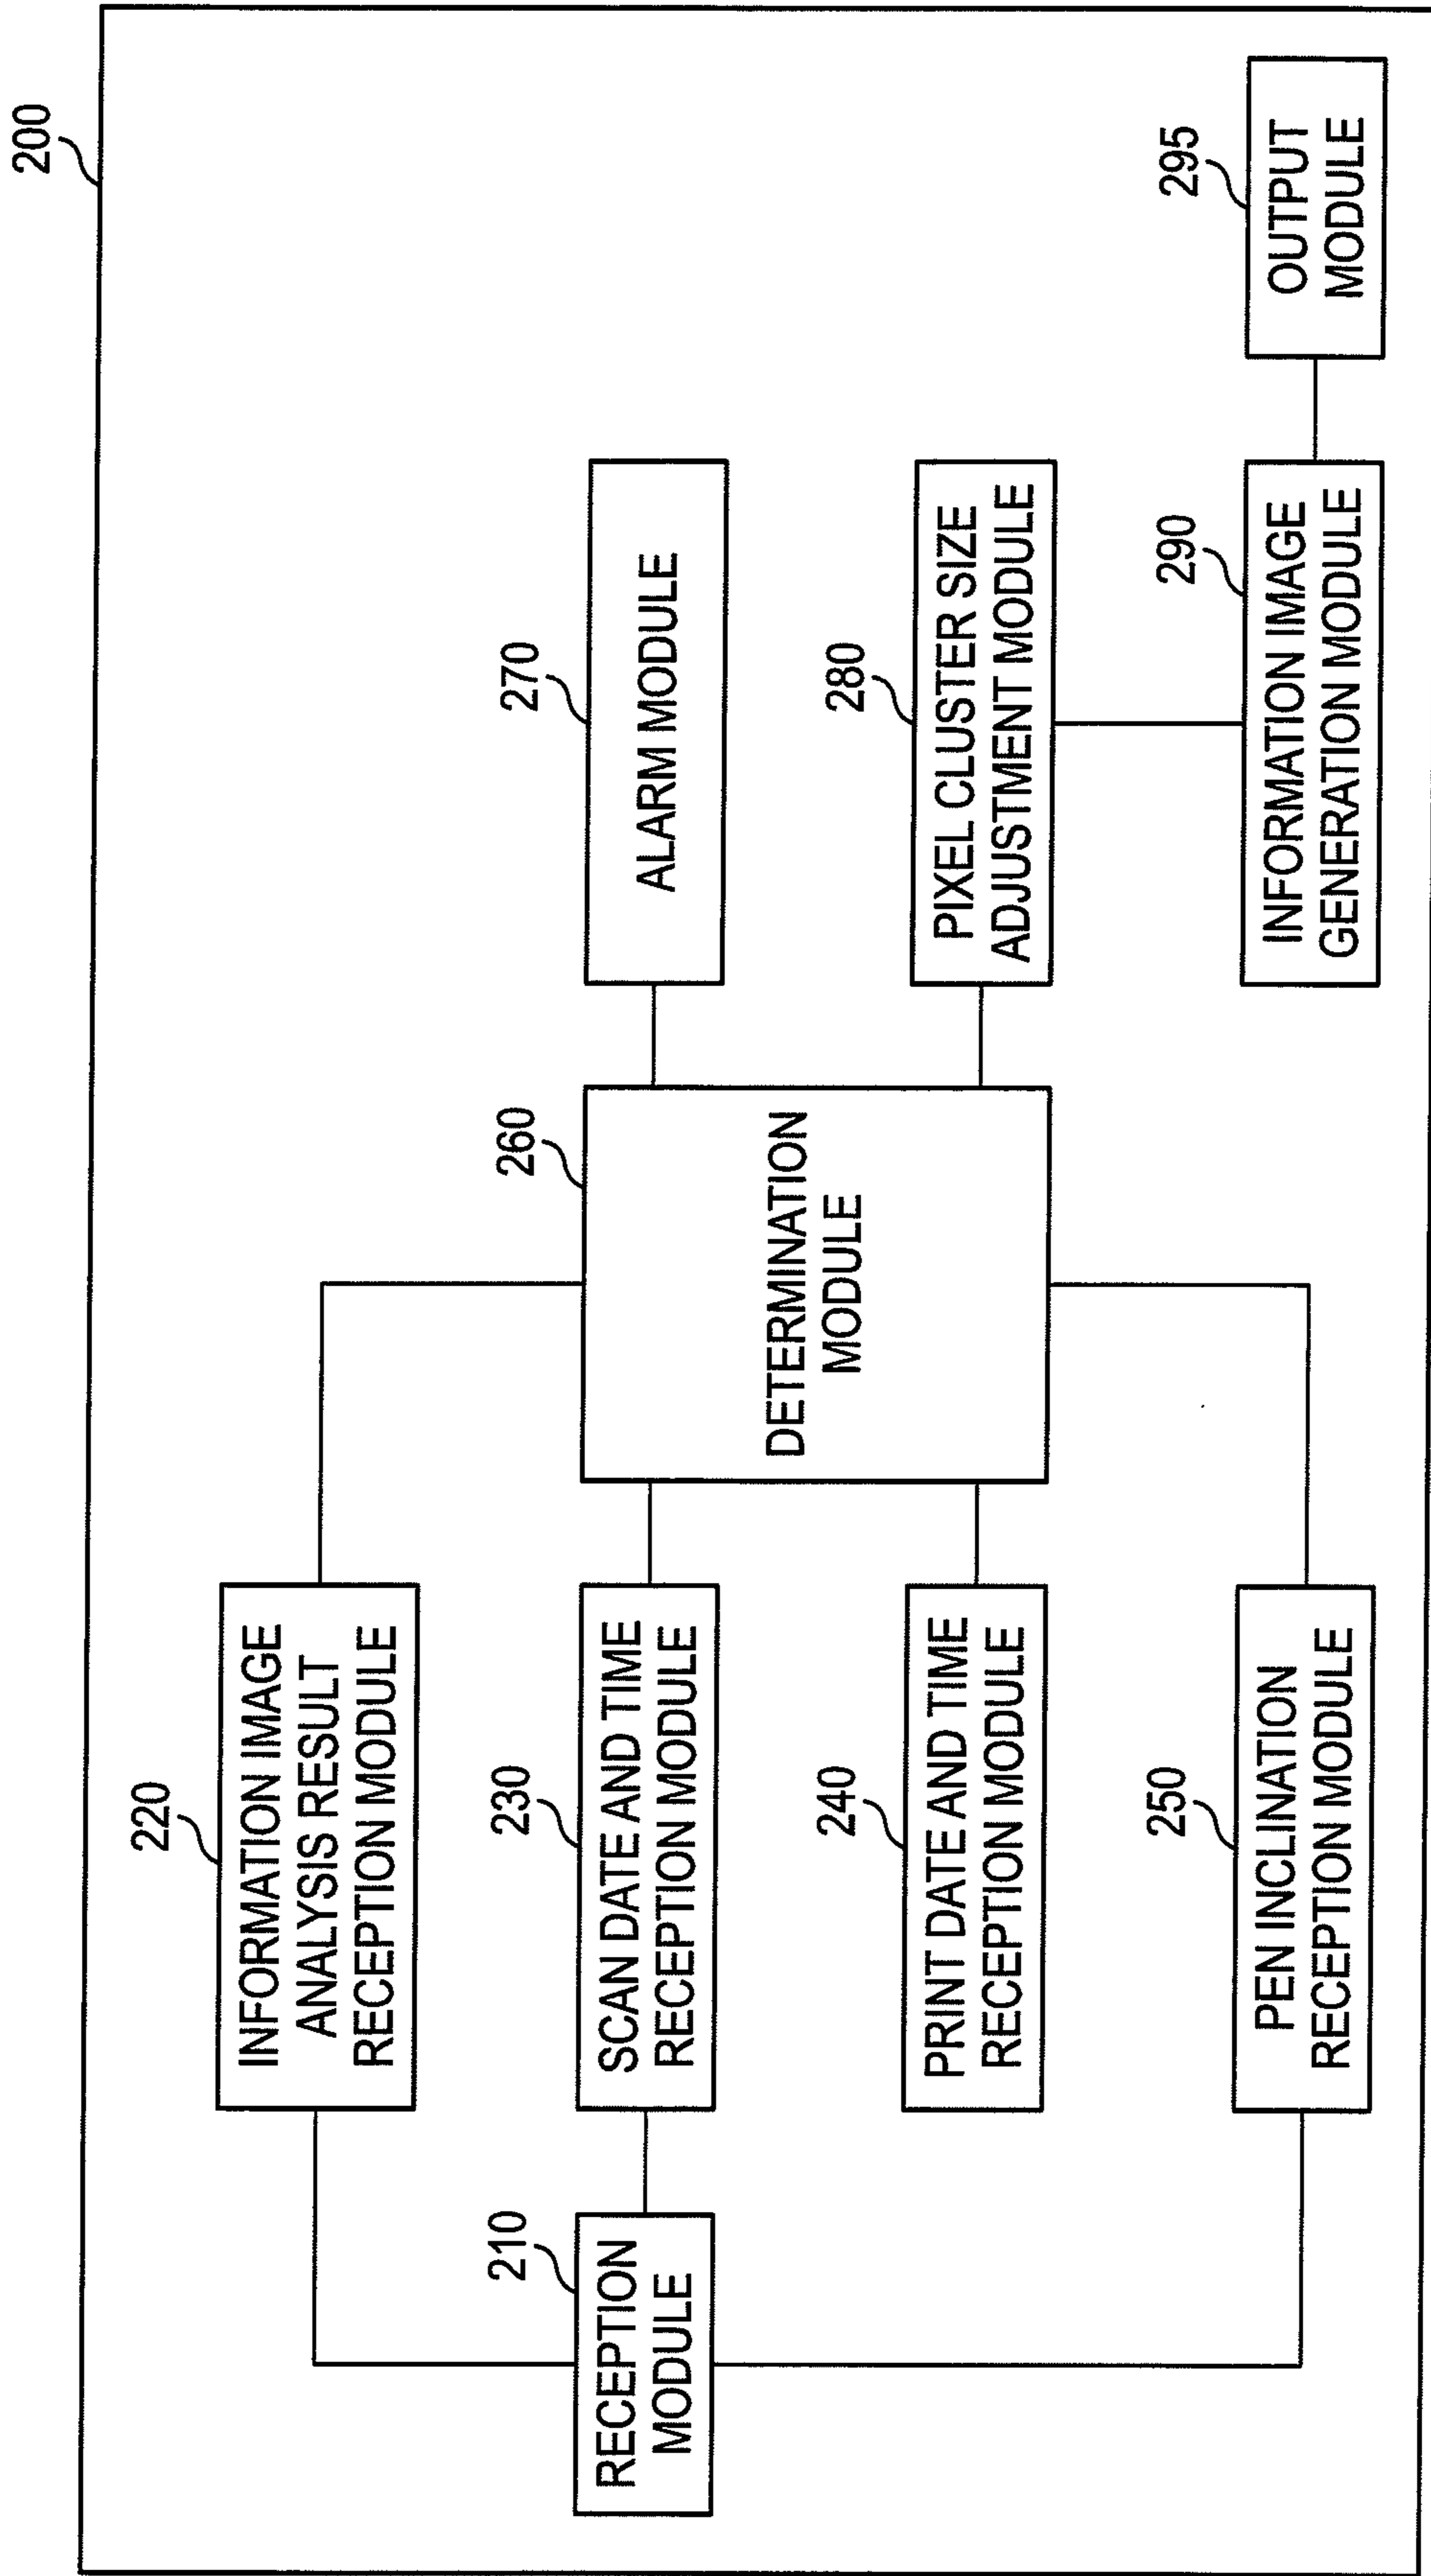 200
210
RECEPTION
MODULE
220
INFORMATION IMAGE
ANALYSIS RESULT
RECEPTION MODULE
230
SCAN DATE AND TIME
RECEPTION MODULE
240
PRINT DATE AND TIME
RECEPTION MODULE
250
PEN INCLINATION
RECEPTION MODULE
260
DETERMINATION
MODULE
270
ALARM MODULE
280
PIXEL CLUSTER SIZE
ADJUSTMENT MODULE
290
INFORMATION IMAGE
GENERATION MODULE
295
OUTPUT
MODULE